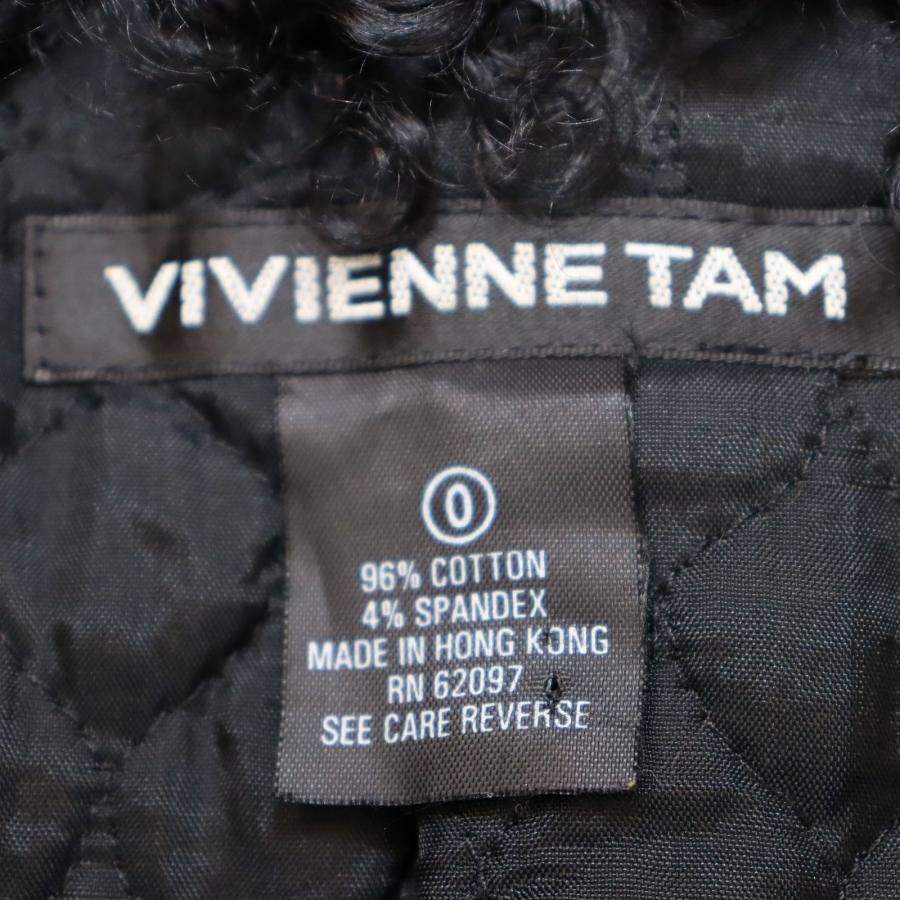 VIVIENNE TAM
0
96% COTTON
4% SPANDEX
MADE IN HONG KONG
RN 62097
SEE CARE REVERSE